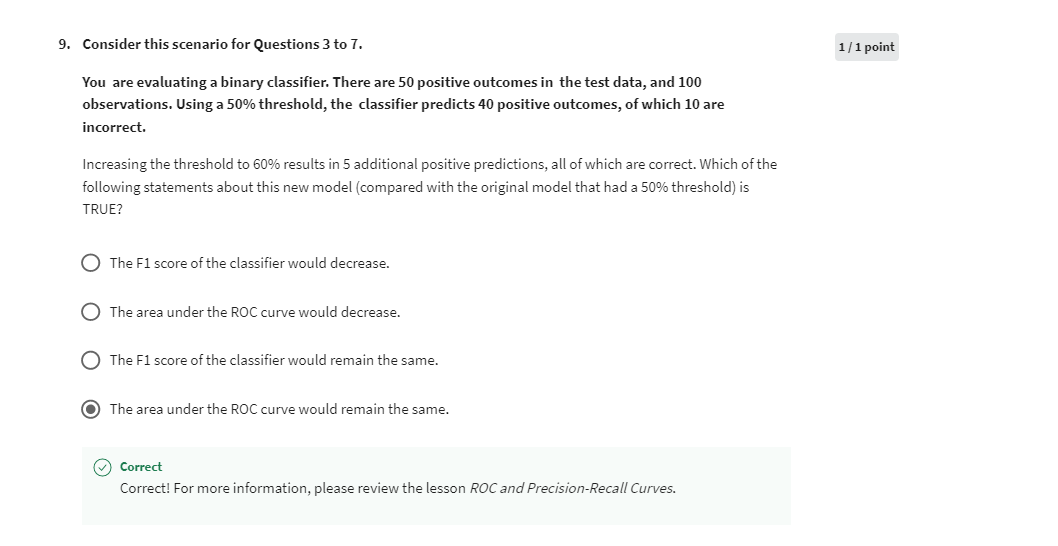 9. Consider this scenario for Questions 3 to 7.
1 / 1 point
You are evaluating a binary classifier. There are 50 positive outcomes in the test data, and 100
observations. Using a 50% threshold, the classifier predicts 40 positive outcomes, of which 10 are
incorrect.
Increasing the threshold to 60% results in 5 additional positive predictions, all of which are correct. Which of the
following statements about this new model (compared with the original model that had a 50% threshold) is
TRUE?
The F1 score of the classifier would decrease.
The area under the ROC curve would decrease.
The F1 score of the classifier would remain the same.
The area under the ROC curve would remain the same.
Correct
Correct! For more information, please review the lesson ROC and Precision-Recall Curves.